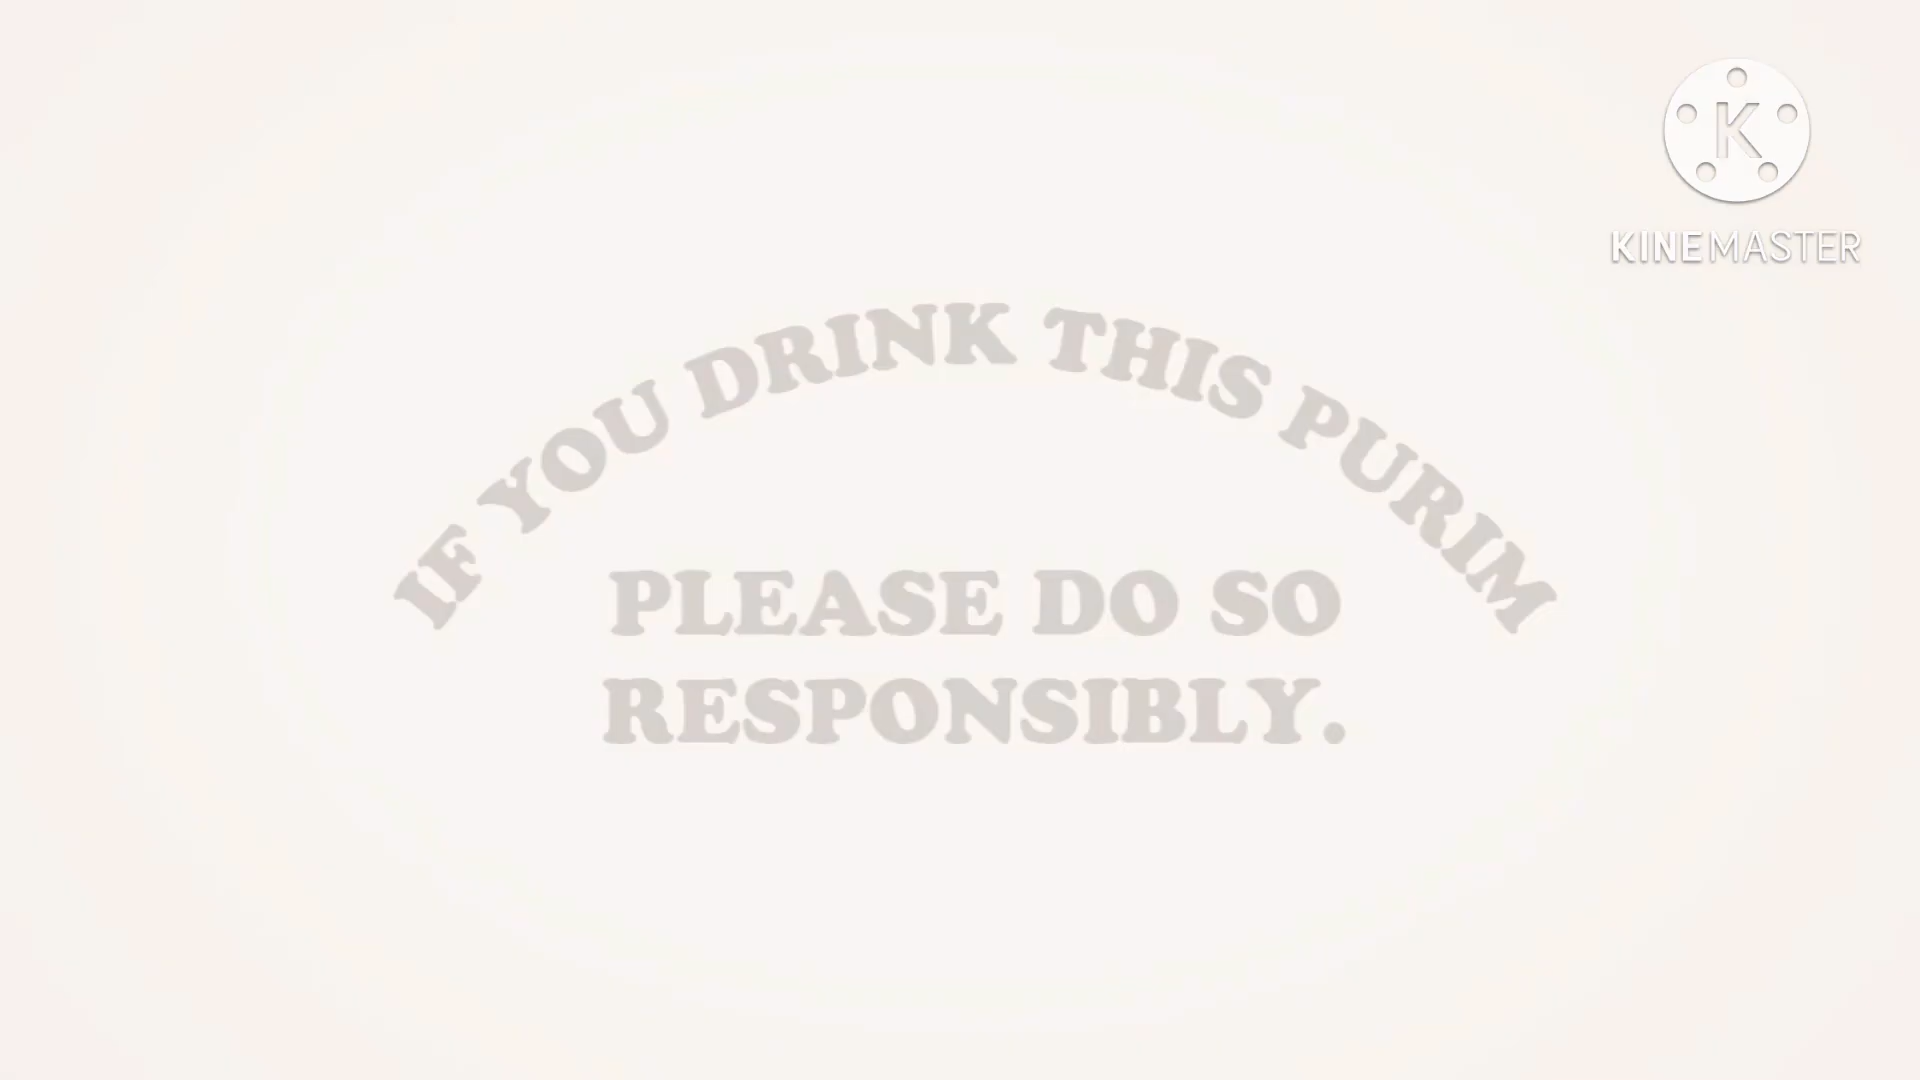 K
KINEMASTER
IF YOU DRINK THIS PURIM
PLEASE DO SO
RESPONSIBLY.